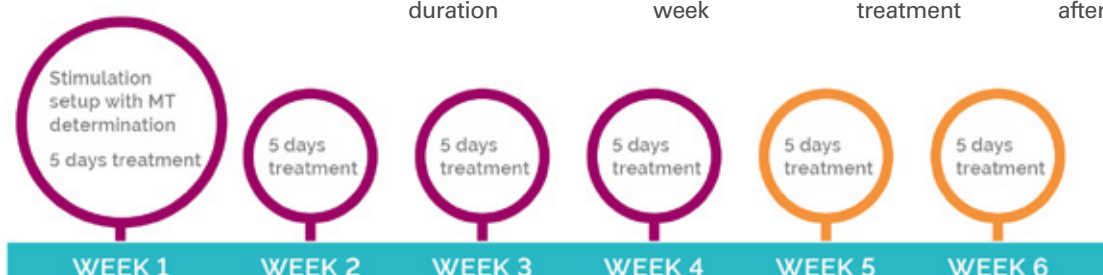 duration week treatment after
Stimulation
setup with MT
determination
5 days treatment
5 days
treatment
5 days
treatment
5 days
treatment
5 days
treatment
5 days
treatment
WEEK 1 WEEK 2 WEEK 3 WEEK 4 WEEK 5 WEEK 6